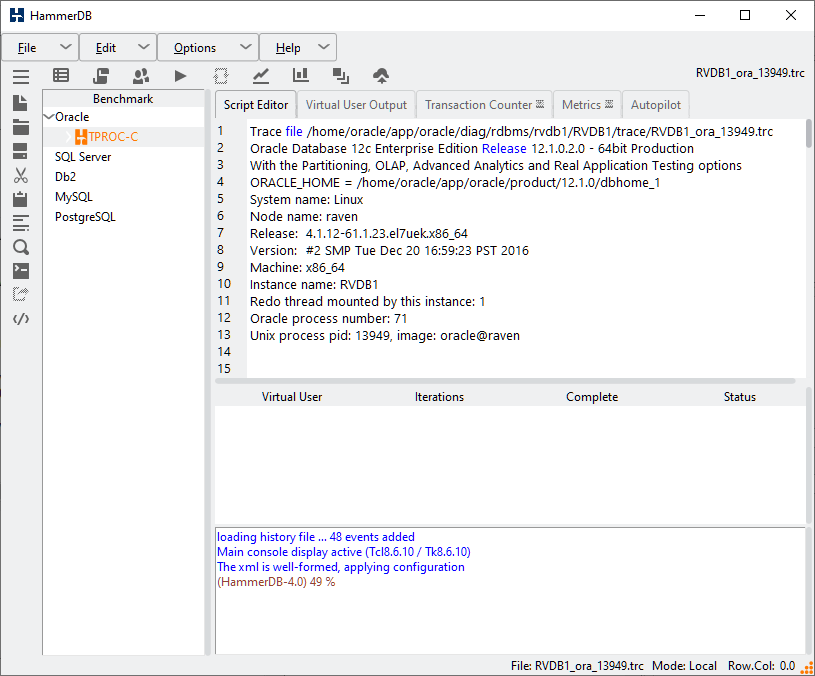 HammerDB
File Edit Options Help
RVDB1_ora_13949.trc
Benchmark
Oracle
TPROC-C
SQL Server
Db2
MySQL
PostgreSQL
Script Editor Virtual User Output Transaction Counter Metrics Autopilot
1 Trace file /home/oracle/app/oracle/diag/rdbms/rvdb1/RVDB1/trace/RVDB1_ora_13949.trc
2 Oracle Database 12c Enterprise Edition Release 12.1.0.2.0 - 64bit Production
3 With the Partitioning, OLAP, Advanced Analytics and Real Application Testing options
4 ORACLE_HOME = /home/oracle/app/oracle/product/12.1.0/dbhome_1
5 System name: Linux
6 Node name: raven
7 Release: 4.1.12-61.1.23.el7uek.x86_64
8 Version: #2 SMP Tue Dec 20 16:59:23 PST 2016
9 Machine: x86_64
10 Instance name: RVDB1
11 Redo thread mounted by this instance: 1
12 Oracle process number: 71
13 Unix process pid: 13949, image: oracle@raven
14
15
Virtual User Iterations Complete Status
loading history file ... 48 events added
Main console display active (Tcl8.6.10 / Tk8.6.10)
The xml is well-formed, applying configuration
(HammerDB-4.0) 49 %
File: RVDB1_ora_13949.trc Mode: Local Row.Col: 0.0